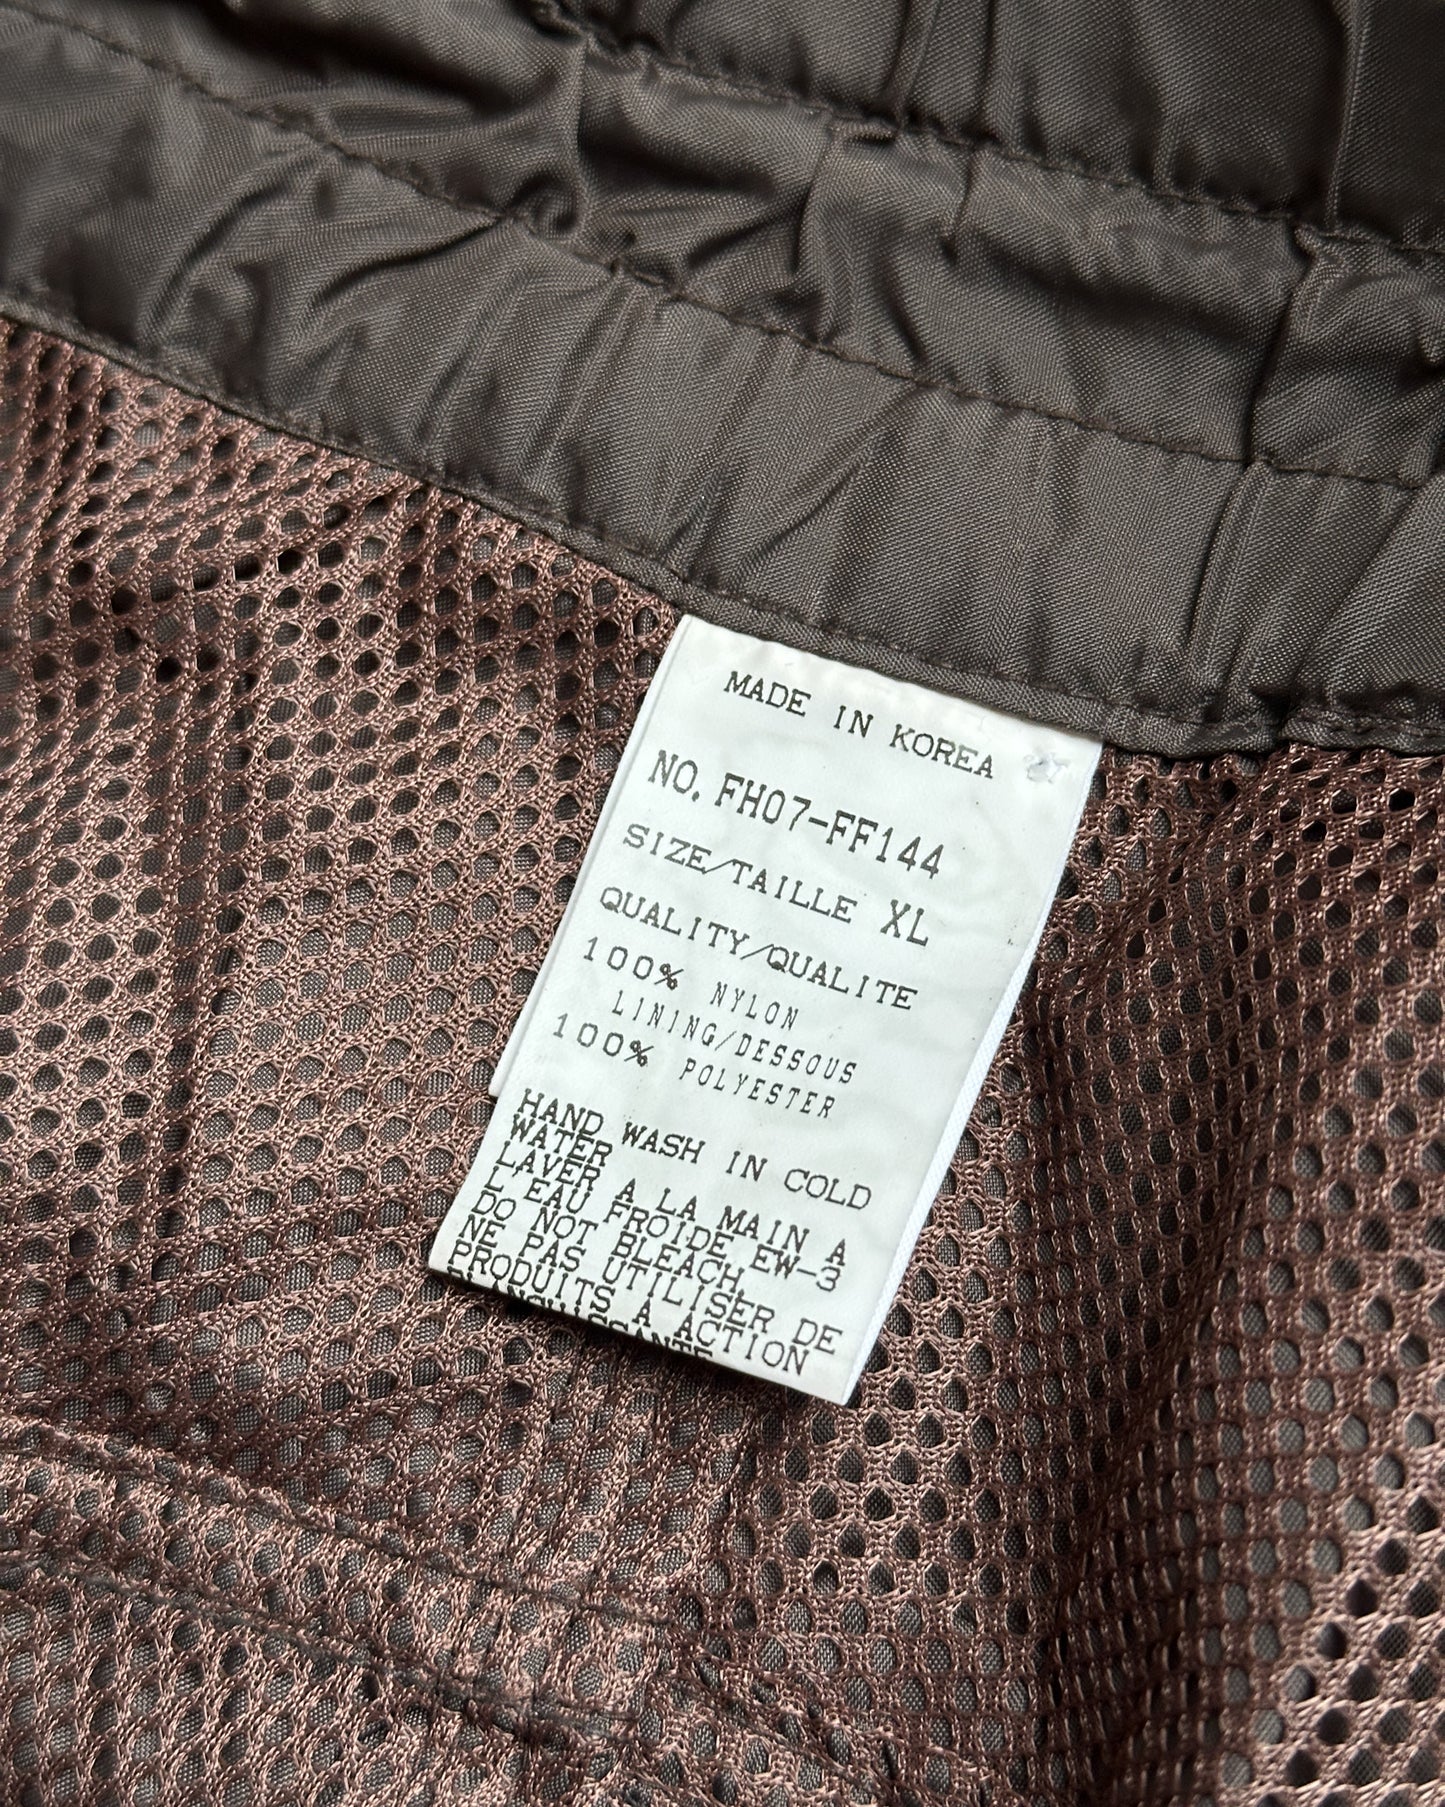 MADE IN KOREA
NO. FH07-FF144
SIZE/TAILLE XL
QUALITY/QUALITE
100% NYLON
LINING/DESSOUS
100% POLYESTER
HAND WASH IN COLD
WATER
LAVER A LA MAIN A
L'EAU FROIDE EW-3
DO NOT BLEACH,
NE PAS UTILISER DE
PRODUITS A ACTION